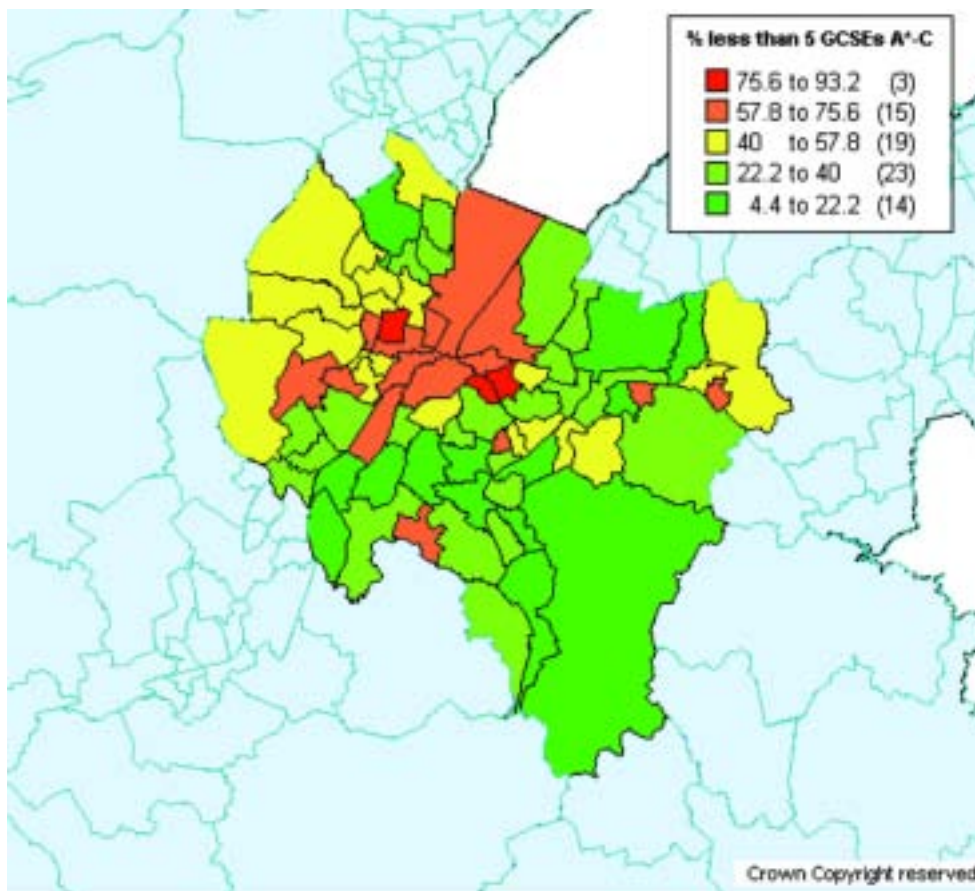 % less than 5 GCSEs A*-C
75.6 to 93.2 (3)
57.8 to 75.6 (15)
40 to 57.8 (19)
22.2 to 40 (23)
4.4 to 22.2 (14)
Crown Copyright reserved